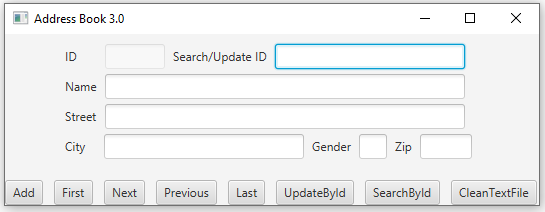 Address Book 3.0
ID Search/Update ID
Name
Street
City Gender Zip
Add First Next Previous Last UpdateById SearchById CleanTextFile